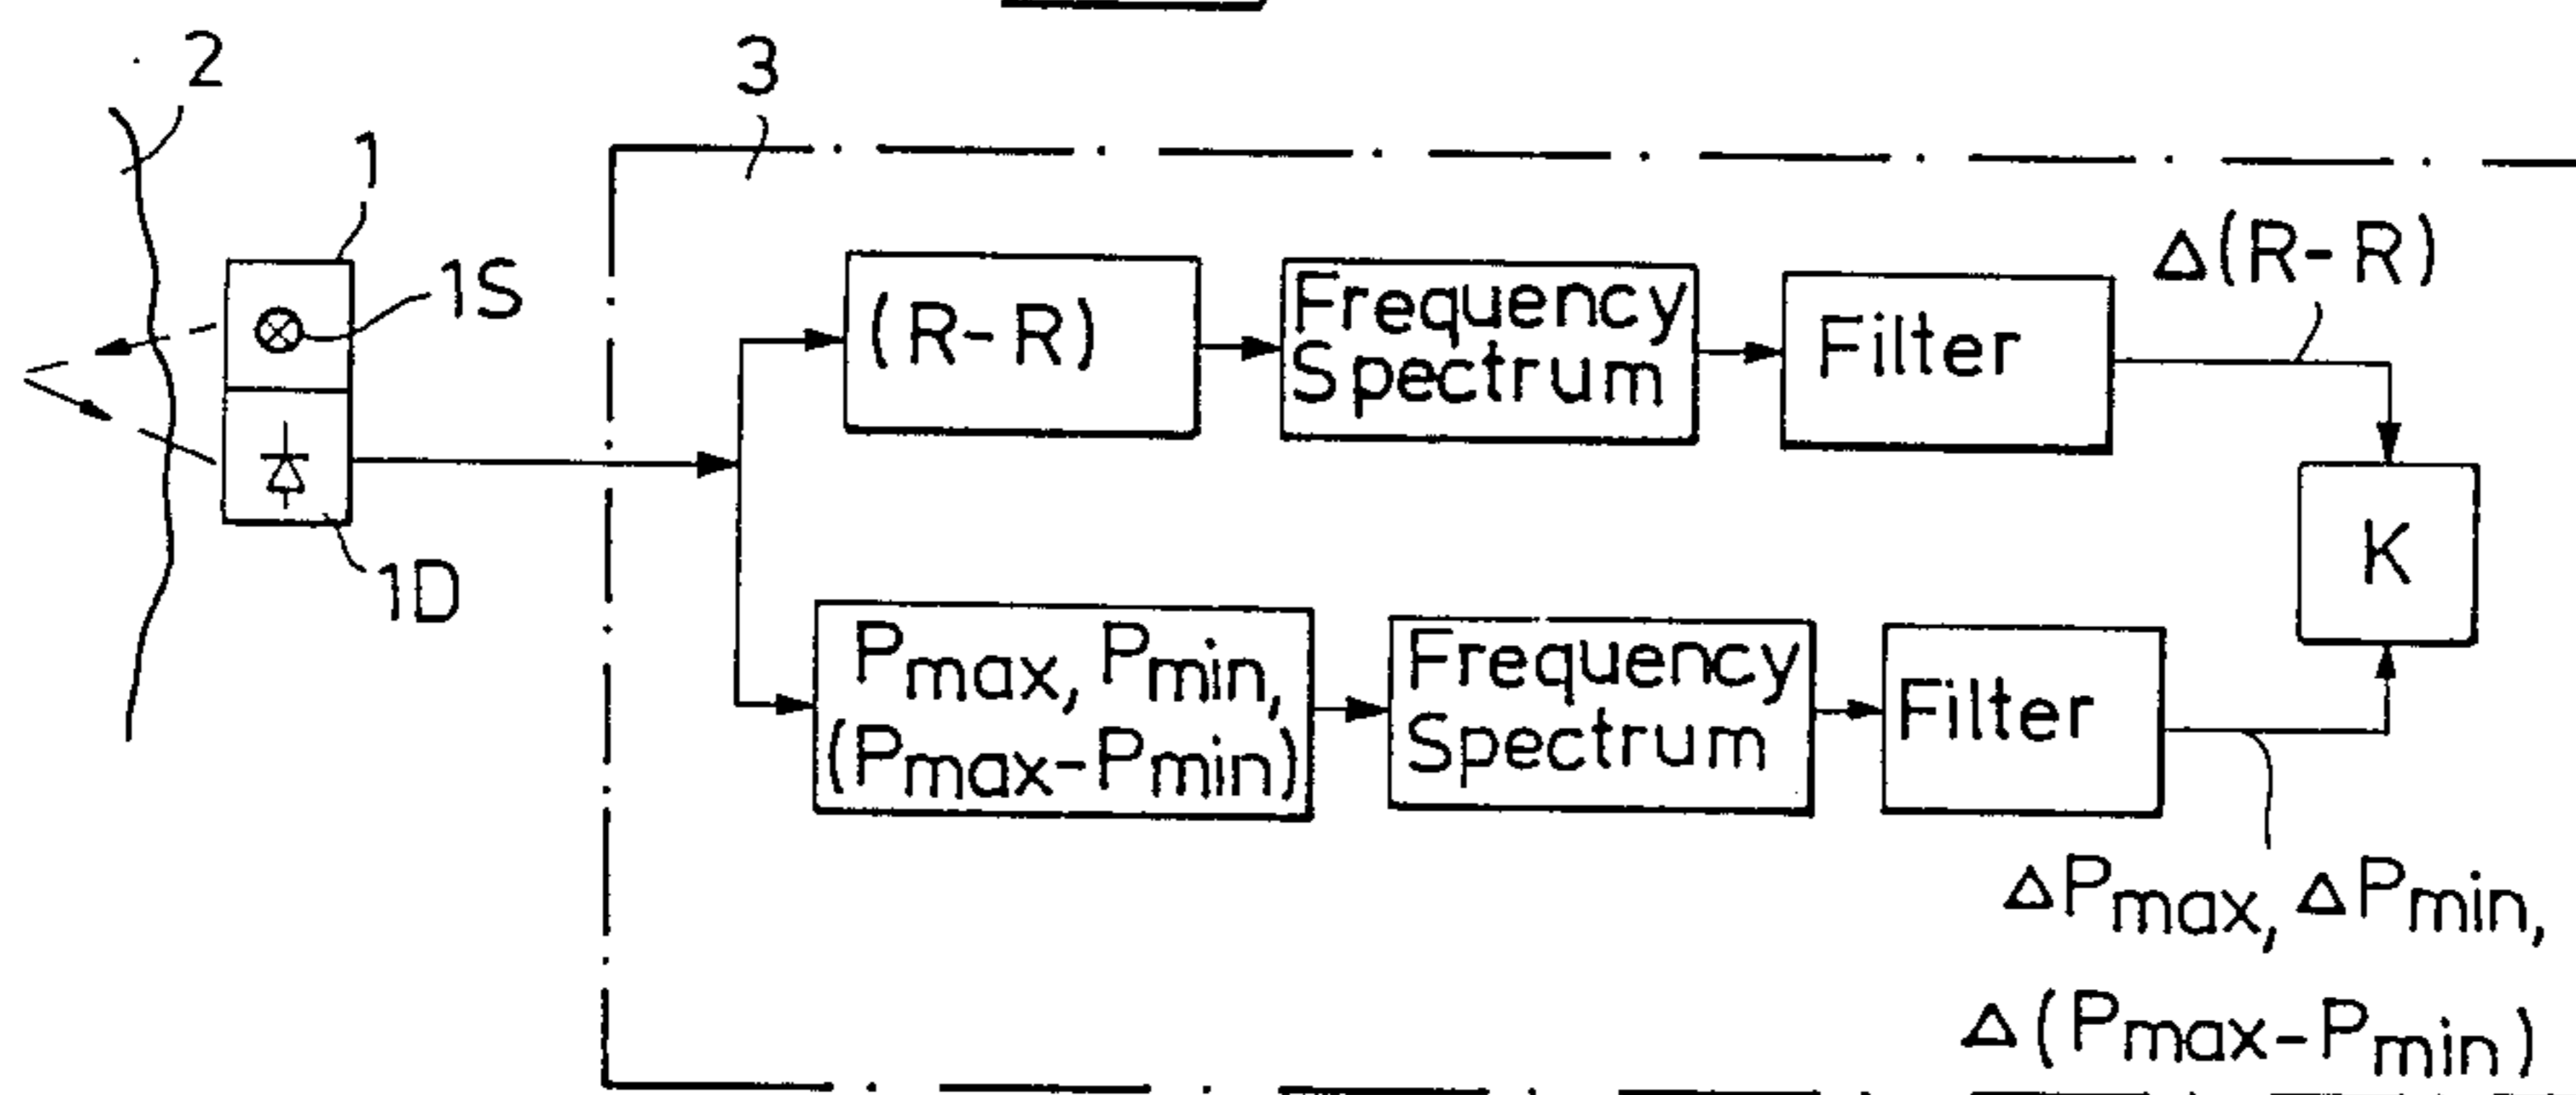 2
3
1
1S
1D
(R-R)
Frequency
Spectrum
Filter
Δ(R-R)
K
Pmax, Pmin,
(Pmax-Pmin)
Frequency
Spectrum
Filter
ΔPmax, ΔPmin,
Δ(Pmax-Pmin)